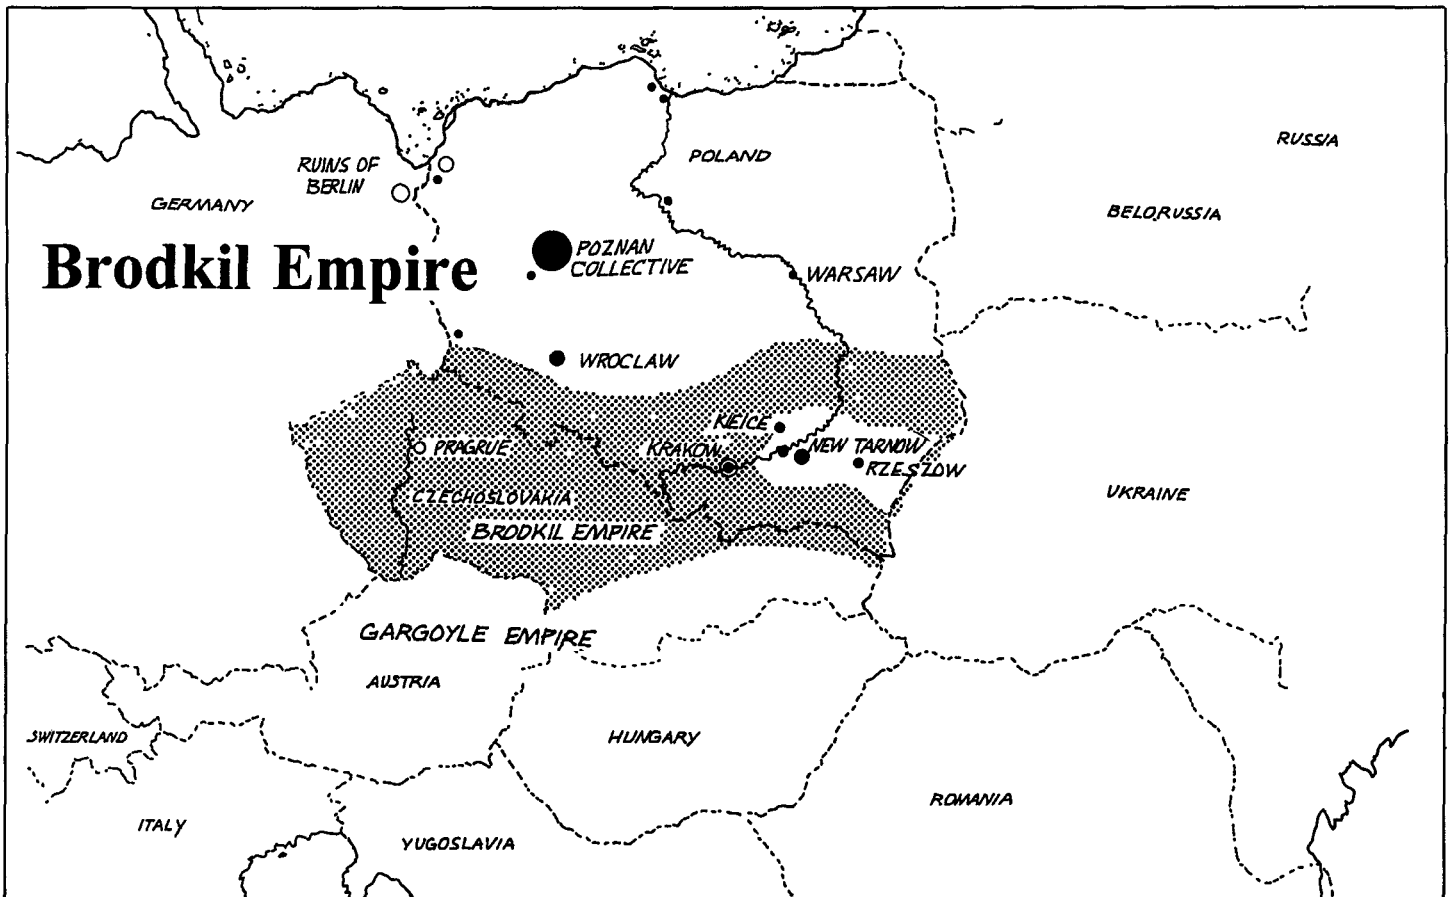 RUSSIA
POLAND
RUINS OF
BERLIN
GERMANY
BELORUSSIA
Brodkil Empire
POZNAN
COLLECTIVE
WARSAW
WROCLAW
KIELCE
PRAGRUE
KRAKOW
NEW TARNOW
RZESZOW
CZECHOSLOVAKIA
UKRAINE
BRODKIL EMPIRE
GARGOYLE EMPIRE
AUSTRIA
SWITZERLAND
HUNGARY
ROMANIA
ITALY
YUGOSLAVIA